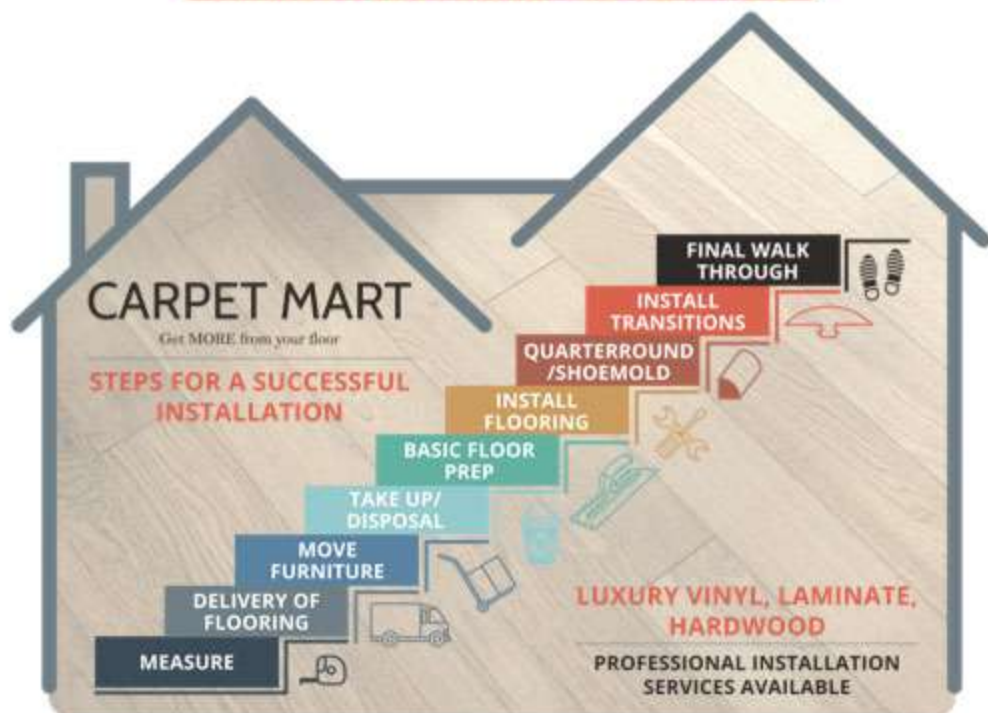 CARPET MART
Get MORE from your floor
STEPS FOR A SUCCESSFUL
INSTALLATION
FINAL WALK
THROUGH
INSTALL
TRANSITIONS
QUARTERROUND
/SHOEMOLD
INSTALL
FLOORING
BASIC FLOOR
PREP
TAKE UP/
DISPOSAL
MOVE
FURNITURE
DELIVERY OF
FLOORING
MEASURE
LUXURY VINYL, LAMINATE,
HARDWOOD
PROFESSIONAL INSTALLATION
SERVICES AVAILABLE